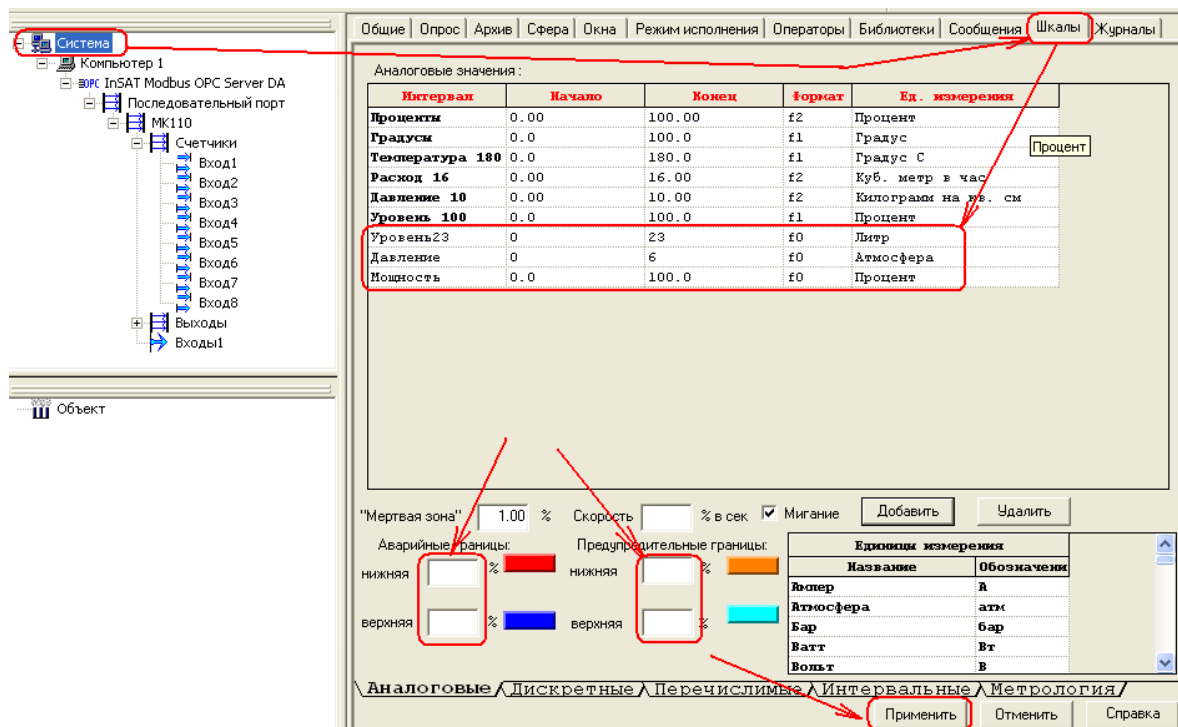 Система
Компьютер 1
OPC InSAT Modbus OPC Server DA
Последовательный порт
МК110
Счетчики
Вход1
Вход2
Вход3
Вход4
Вход5
Вход6
Вход7
Вход8
Выходы
Входы1
Объект
Общие Опрос Архив Сфера Окна Режим исполнения Операторы Библиотеки Сообщения Шкалы Журналы
Аналоговые значения :
Интервал Начало Конец Формат Ед. измерения
Проценты 0.00 100.00 f2 Процент
Градусы 0.0 100.0 f1 Градус
Температура 180 0.0 180.0 f1 Градус С
Процент
Расход 16 0.00 16.00 f2 Куб. метр в час
Давление 10 0.00 10.00 f2 Килограмм на кв. см
Уровень 100 0.0 100.0 f1 Процент
Уровень23 0 23 f0 Литр
Давление 0 6 f0 Атмосфера
Мощность 0.0 100.0 f0 Процент
"Мертвая зона" 1.00 % Скорость % в сек Мигание Добавить Удалить
Аварийные границы: Предупредительные границы:
нижняя % нижняя %
верхняя % верхняя %
Единицы измерения
Название Обозначени
Ампер А
Атмосфера атм
Бар бар
Ватт Вт
Вольт В
Аналоговые Дискретные Перечислимые Интервальные Метрология
Применить Отменить Справка